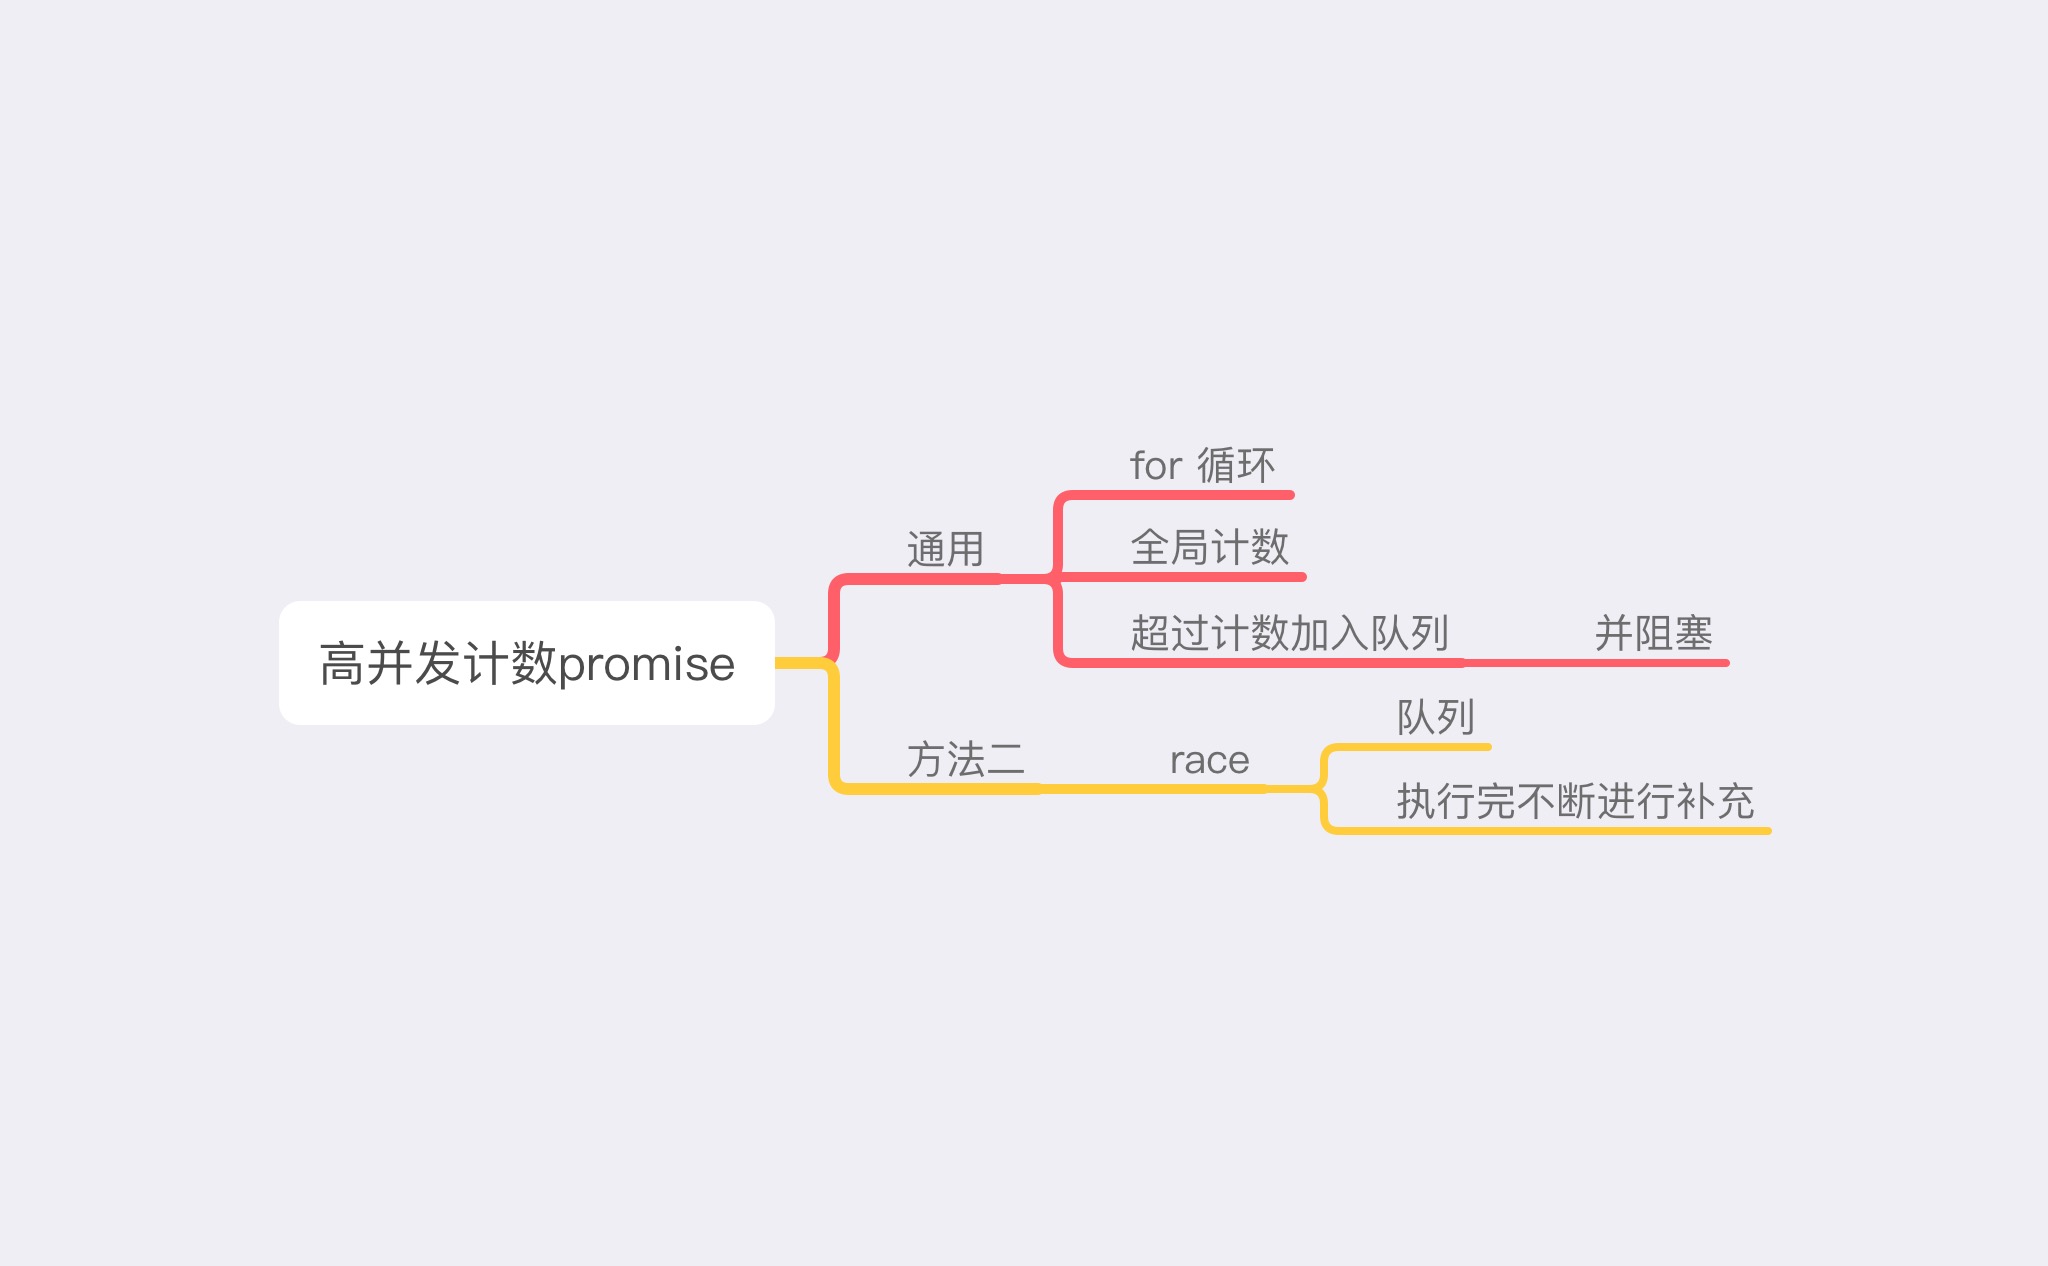 高并发计数promise
通用
for 循环
全局计数
超过计数加入队列
并阻塞
方法二
race
队列
执行完不断进行补充